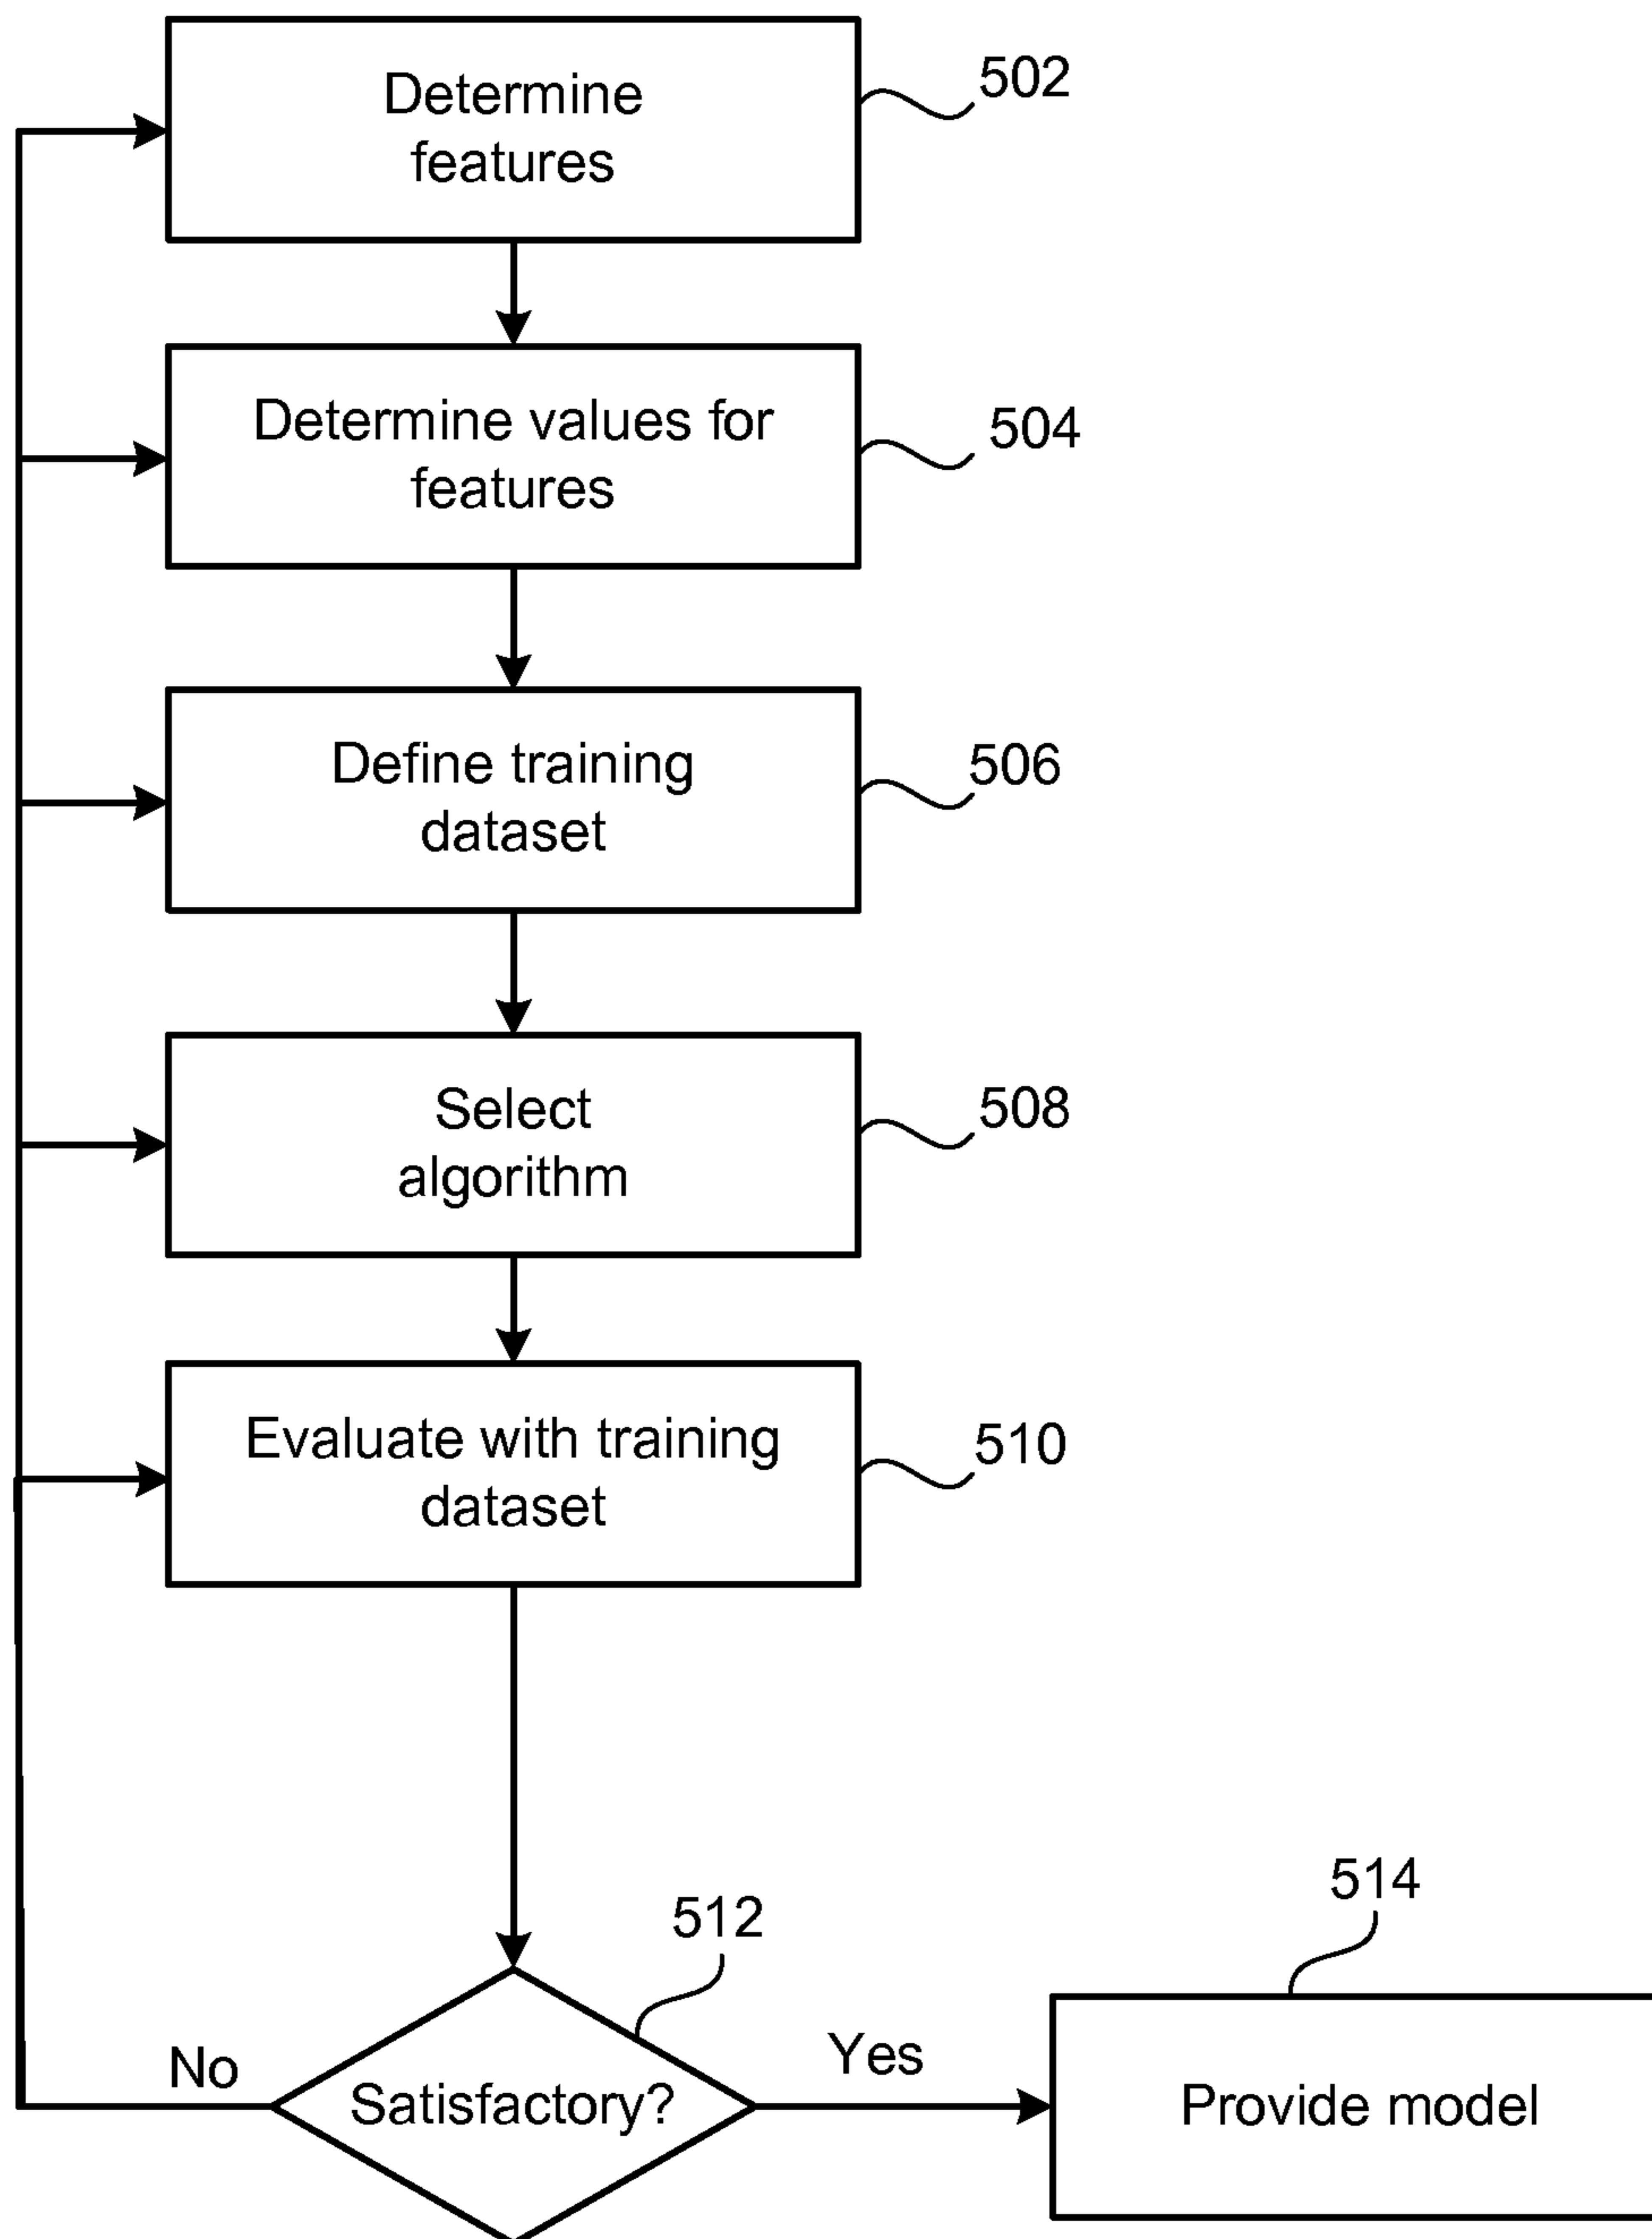 Determine
features
502
Determine values for
features
504
Define training
dataset
506
Select
algorithm
508
Evaluate with training
dataset
510
512
514
No
Satisfactory?
Yes
Provide model